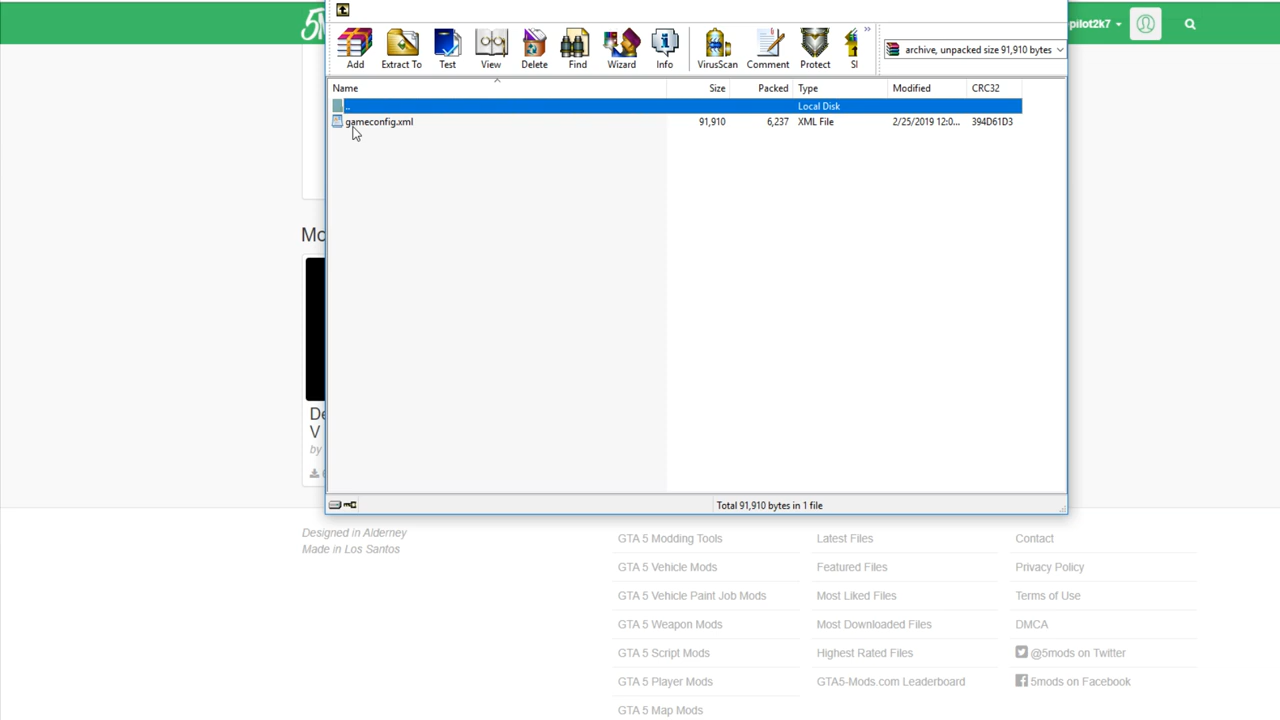 5M
pilot2k7
Add
Extract To
Test
View
Delete
Find
Wizard
Info
VirusScan
Comment
Protect
SI
»
archive, unpacked size 91,910 bytes
Name Size Packed Type Modified CRC32
.. Local Disk
gameconfig.xml 91,910 6,237 XML File 2/25/2019 12:0... 394D61D3
Mo
De
V
by
Total 91,910 bytes in 1 file
Designed in Alderney
Made in Los Santos
GTA 5 Modding Tools
GTA 5 Vehicle Mods
GTA 5 Vehicle Paint Job Mods
GTA 5 Weapon Mods
GTA 5 Script Mods
GTA 5 Player Mods
GTA 5 Map Mods
Latest Files
Featured Files
Most Liked Files
Most Downloaded Files
Highest Rated Files
GTA5-Mods.com Leaderboard
Contact
Privacy Policy
Terms of Use
DMCA
@5mods on Twitter
5mods on Facebook